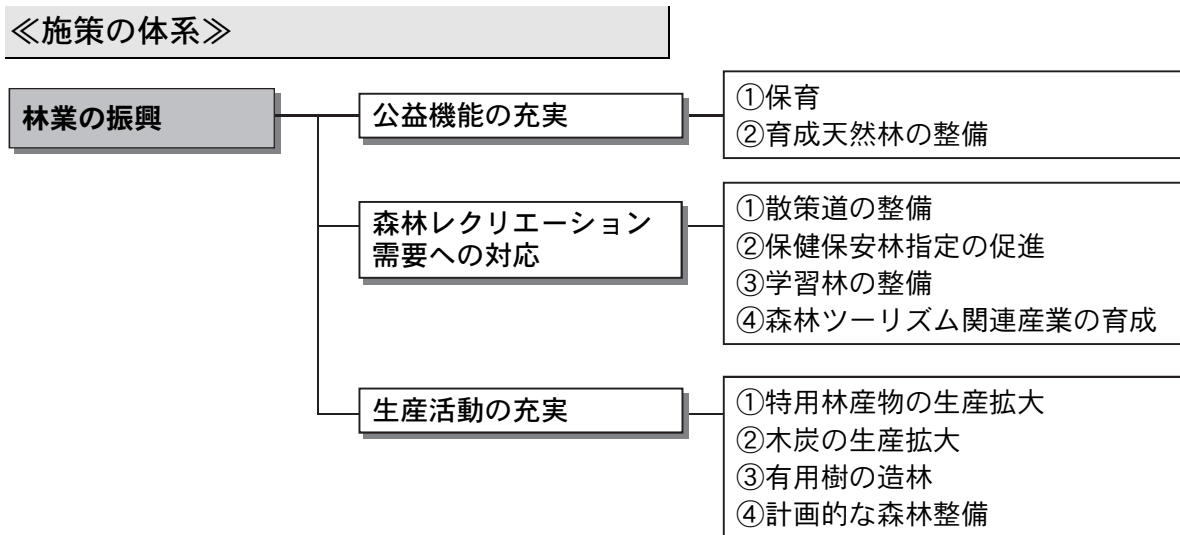 ≪施策の体系≫
林業の振興
公益機能の充実
①保育
②育成天然林の整備
森林レクリエーション
需要への対応
①散策道の整備
②保健保安林指定の促進
③学習林の整備
④森林ツーリズム関連産業の育成
生産活動の充実
①特用林産物の生産拡大
②木炭の生産拡大
③有用樹の造林
④計画的な森林整備